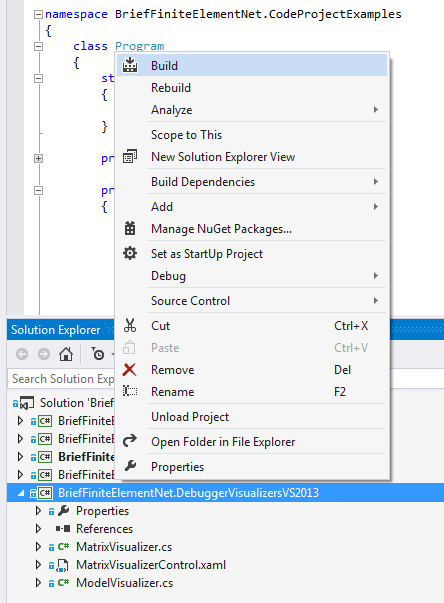 namespace BriefFiniteElementNet.CodeProjectExamples
{
class Program
{
st
{
}
pr
pr
{
Build
Rebuild
Analyze
Scope to This
New Solution Explorer View
Build Dependencies
Add
Manage NuGet Packages...
Set as StartUp Project
Debug
Source Control
Cut Ctrl+X
Paste Ctrl+V
Remove Del
Rename F2
Unload Project
Open Folder in File Explorer
Properties
Solution Explorer
Search Solution Exp
Solution 'Brief
BriefFiniteE
BriefFiniteE
BriefFinite
BriefFiniteE
BriefFiniteElementNet.DebuggerVisualizersVS2013
Properties
References
C# MatrixVisualizer.cs
MatrixVisualizerControl.xaml
C# ModelVisualizer.cs